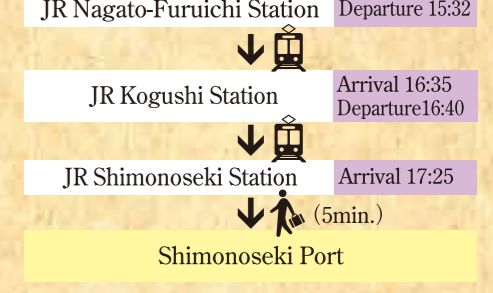 JR Nagato-Furuichi Station Departure 15:32
JR Kogushi Station Arrival 16:35
Departure16:40
JR Shimonoseki Station Arrival 17:25
(5min.)
Shimonoseki Port